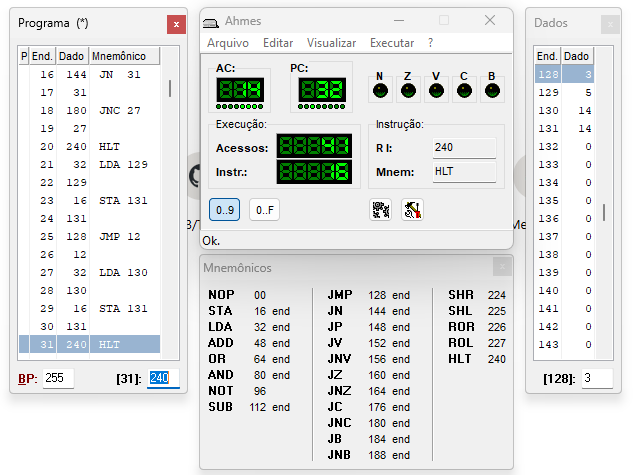 Programa (*)
P End. Dado Mnemônico
16 144 JN 31
17 31
18 180 JNC 27
19 27
20 240 HLT
21 32 LDA 129
22 129
23 16 STA 131
24 131
25 128 JMP 12
26 12
27 32 LDA 130
28 130
29 16 STA 131
30 131
31 240 HLT
BP: 255 [31]: 240
Ahmes
Arquivo Editar Visualizar Executar ?
AC: PC: N Z V C B
14 32
Execução: Instrução:
Acessos: 41 R I: 240
Instr.: 16 Mnem: HLT
0..9 0..F
Ok.
Mnemônicos
NOP 00 JMP 128 end SHR 224
STA 16 end JN 144 end SHL 225
LDA 32 end JP 148 end ROR 226
ADD 48 end JV 152 end ROL 227
OR 64 end JNV 156 end HLT 240
AND 80 end JZ 160 end
NOT 96 JNZ 164 end
SUB 112 end JC 176 end
JNC 180 end
JB 184 end
JNB 188 end
Dados
End. Dado
128 3
129 5
130 14
131 14
132 0
133 0
134 0
135 0
136 0
137 0
138 0
139 0
140 0
141 0
142 0
143 0
[128]: 3